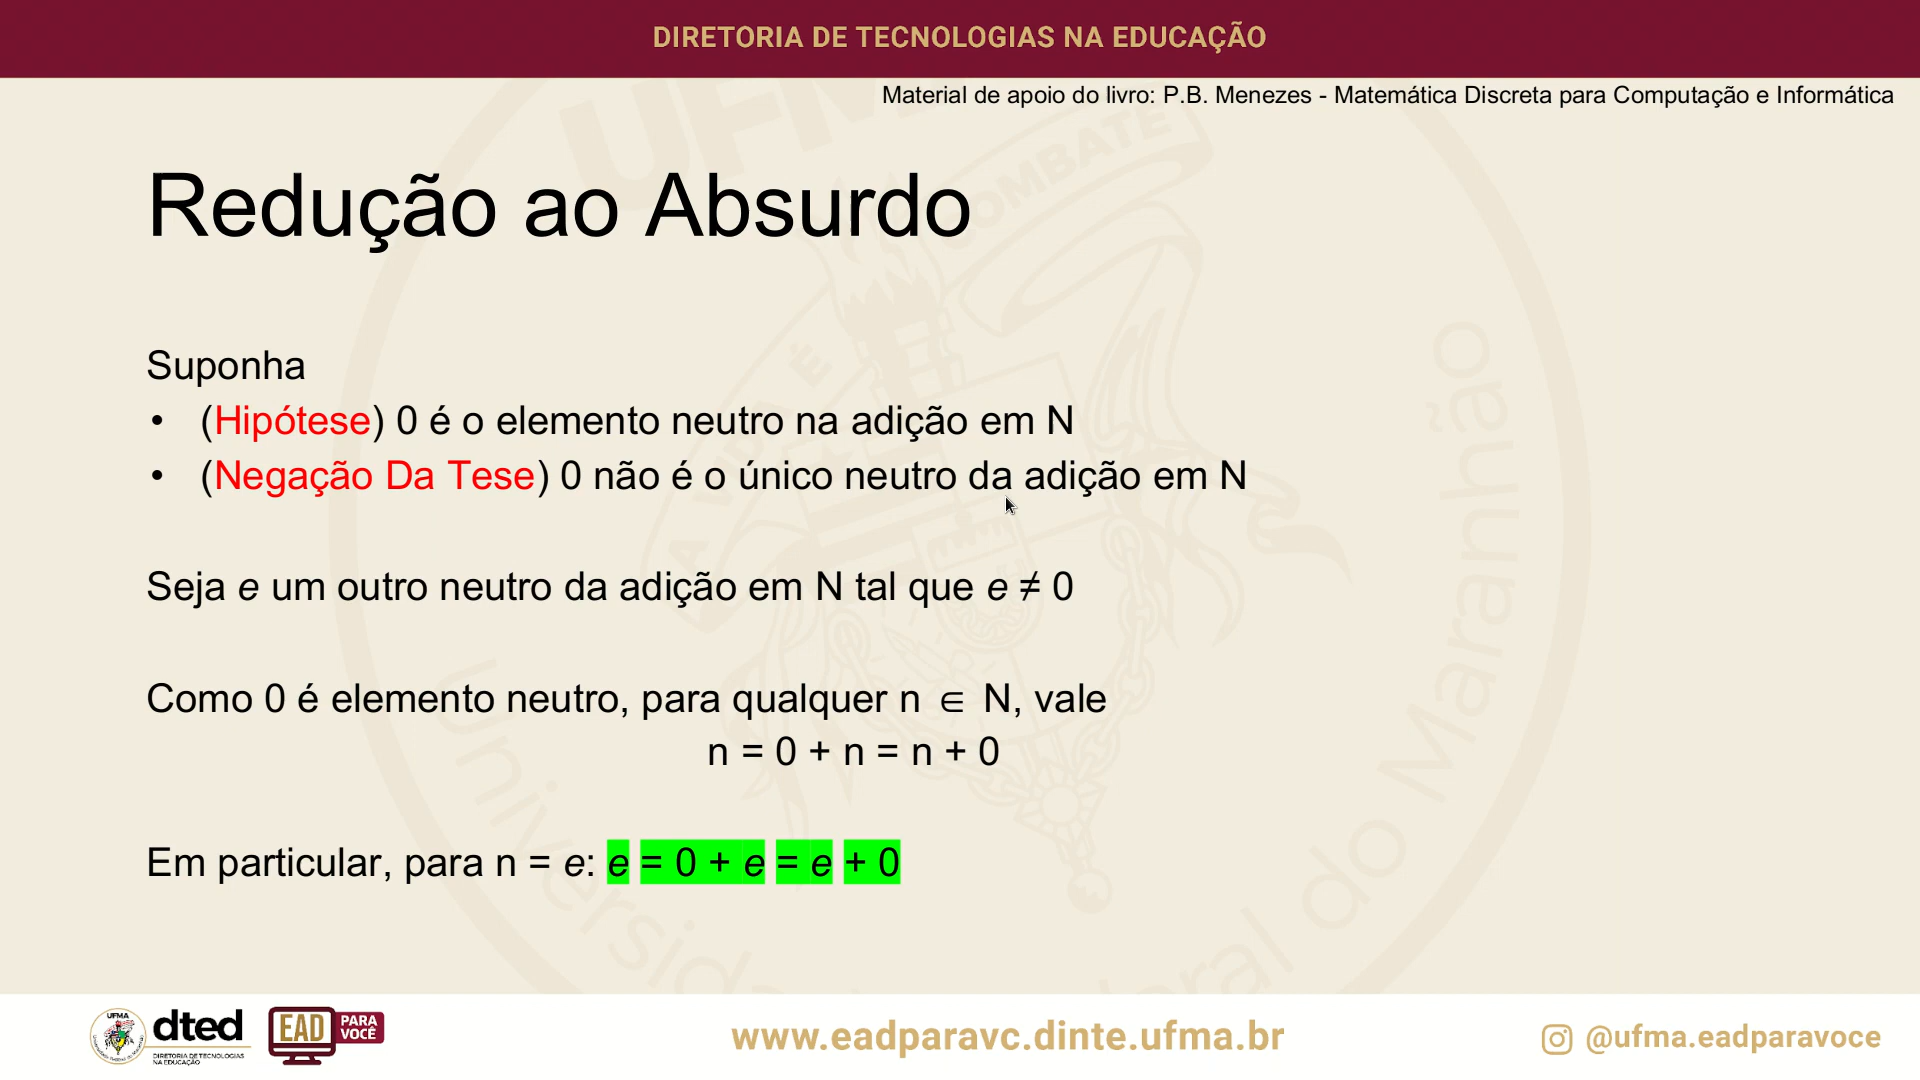 DIRETORIA DE TECNOLOGIAS NA EDUCAÇÃO
Material de apoio do livro: P.B. Menezes - Matemática Discreta para Computação e Informática
Redução ao Absurdo
Suponha
• (Hipótese) 0 é o elemento neutro na adição em N
• (Negação Da Tese) 0 não é o único neutro da adição em N
Seja e um outro neutro da adição em N tal que e ≠ 0
Como 0 é elemento neutro, para qualquer n ∈ N, vale
n = 0 + n = n + 0
Em particular, para n = e: e = 0 + e = e + 0
UFMA
dted
DIRETORIA DE TECNOLOGIAS
NA EDUCAÇÃO
EAD
PARA
VOCÊ
www.eadparavc.dinte.ufma.br
@ufma.eadparavoce